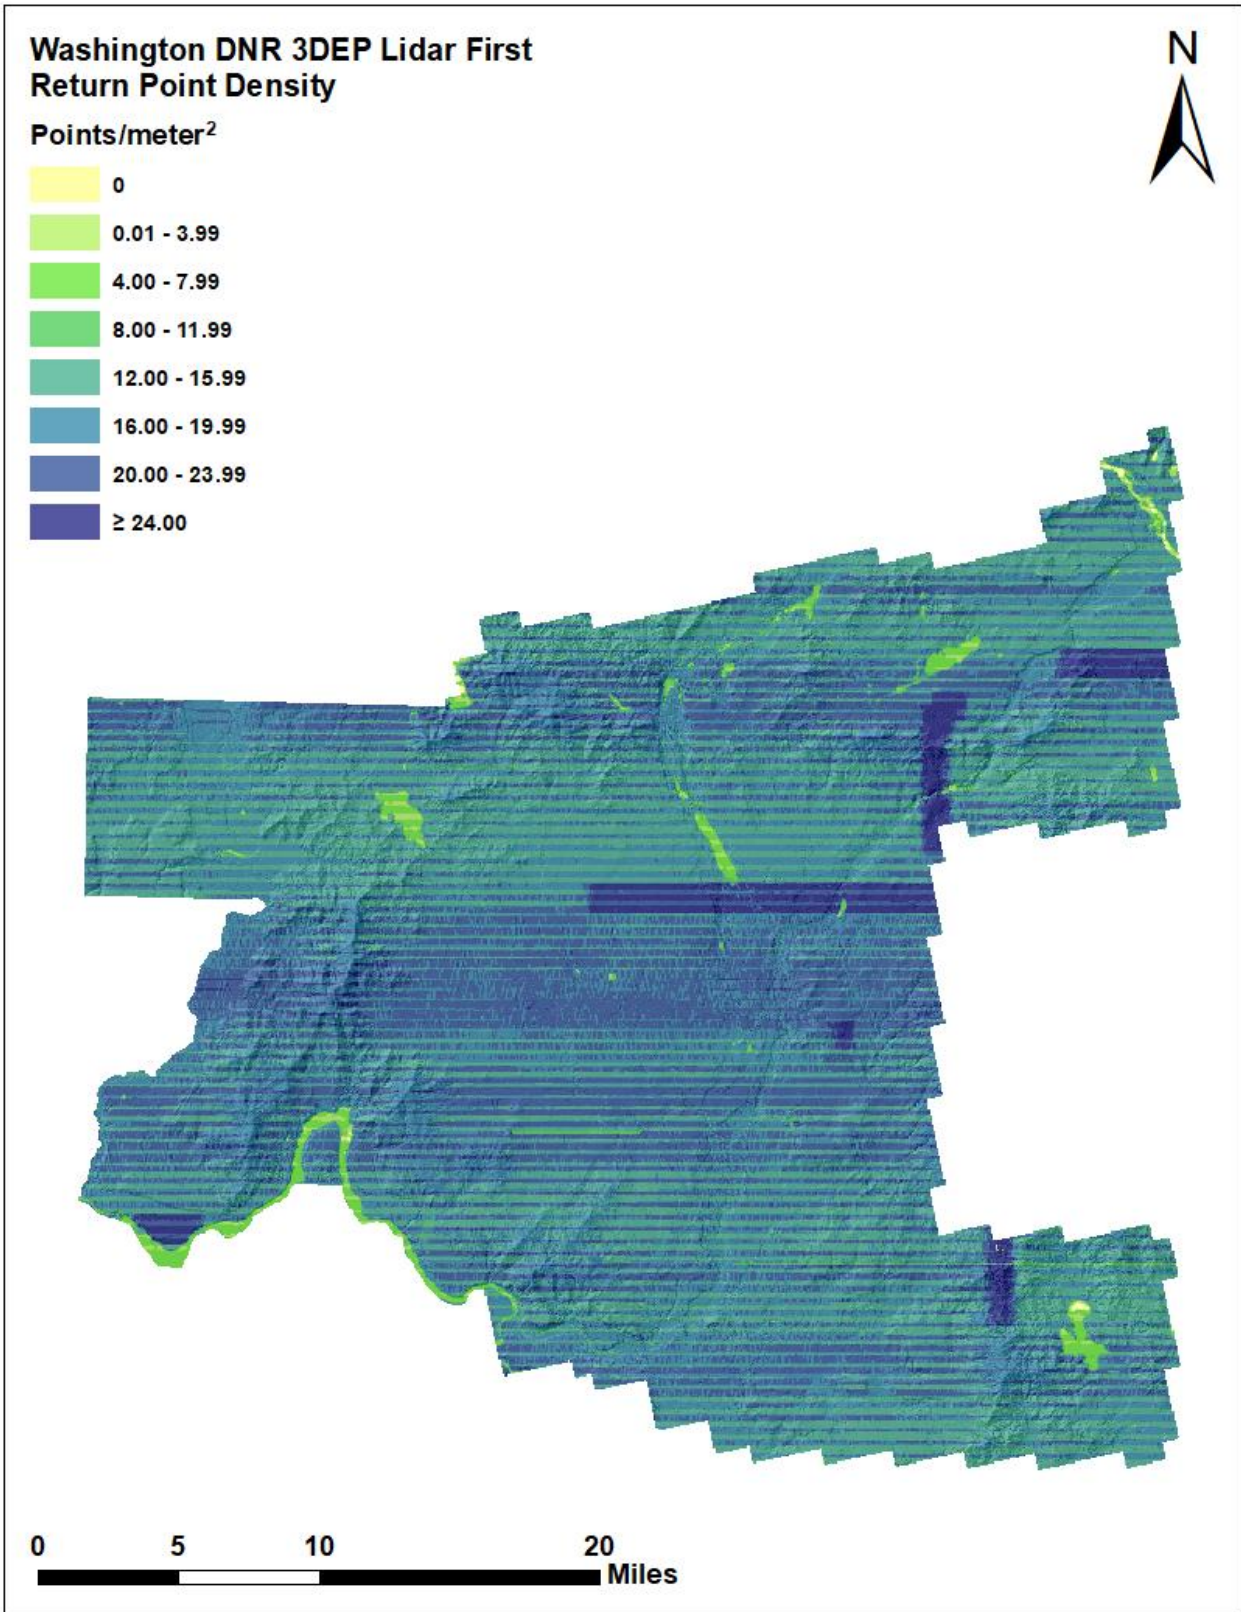 Washington DNR 3DEP Lidar First
Return Point Density
N
Points/meter²
0
0.01 - 3.99
4.00 - 7.99
8.00 - 11.99
12.00 - 15.99
16.00 - 19.99
20.00 - 23.99
≥ 24.00
0 5 10 20
Miles